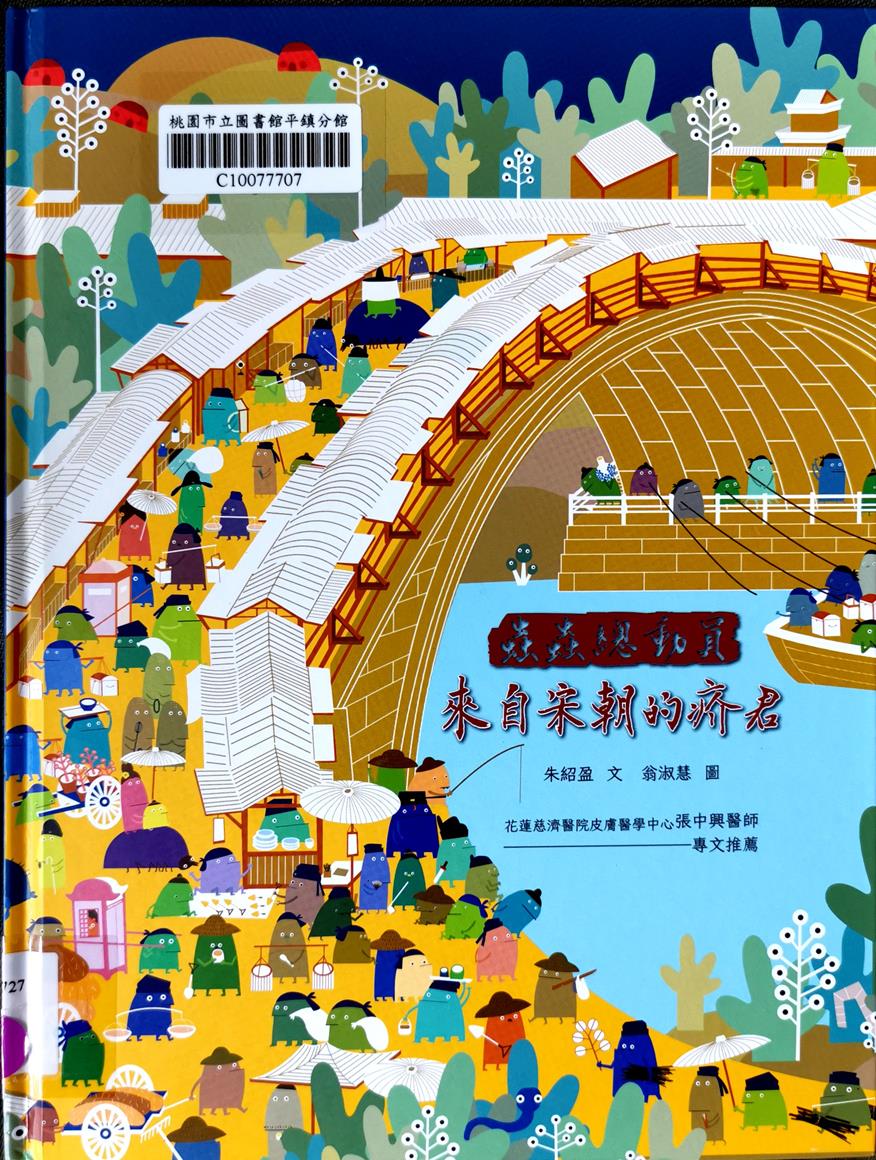 桃園市立圖書館平鎮分館
C10077707
蟲蟲總動員
來自宋朝的疥君
朱紹盈 文 翁淑慧 圖
花蓮慈濟醫院皮膚醫學中心張中興醫師
專文推薦
727